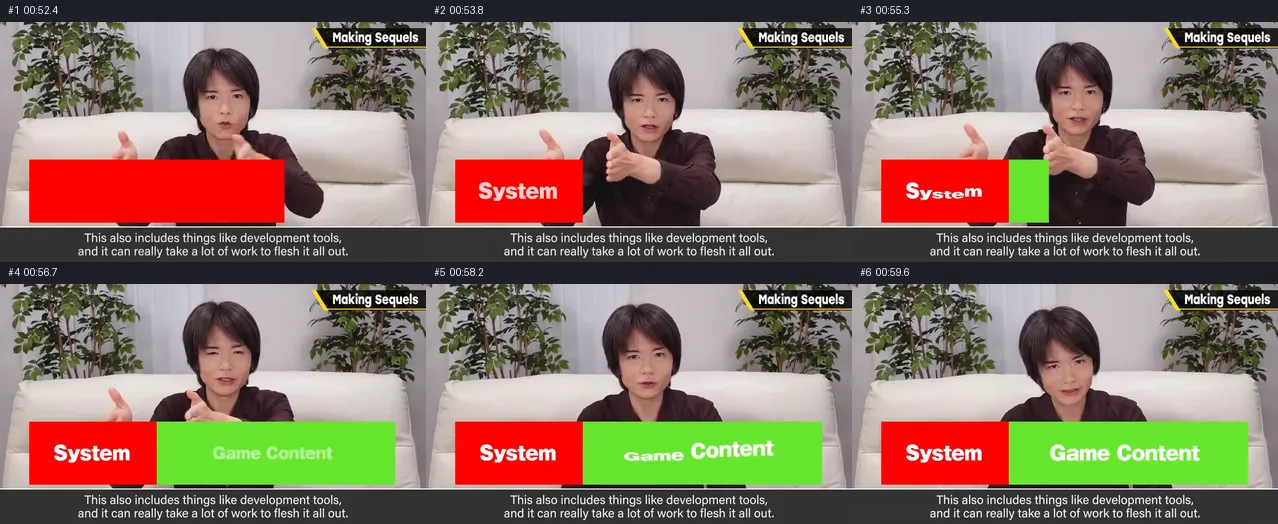 #1 00:52.4
Making Sequels
This also includes things like development tools,
and it can really take a lot of work to flesh it all out.
#2 00:53.8
Making Sequels
System
This also includes things like development tools,
and it can really take a lot of work to flesh it all out.
#3 00:55.3
Making Sequels
System
This also includes things like development tools,
and it can really take a lot of work to flesh it all out.
#4 00:56.7
Making Sequels
System
Game Content
This also includes things like development tools,
and it can really take a lot of work to flesh it all out.
#5 00:58.2
Making Sequels
System
Game Content
This also includes things like development tools,
and it can really take a lot of work to flesh it all out.
#6 00:59.6
Making Sequels
System
Game Content
This also includes things like development tools,
and it can really take a lot of work to flesh it all out.